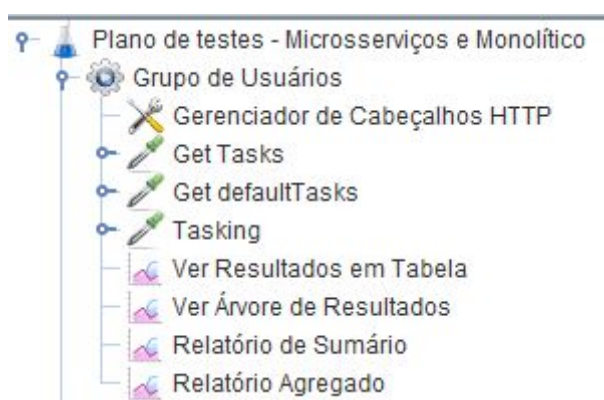 Plano de testes - Microsserviços e Monolítico
Grupo de Usuários
Gerenciador de Cabeçalhos HTTP
Get Tasks
Get defaultTasks
Tasking
Ver Resultados em Tabela
Ver Árvore de Resultados
Relatório de Sumário
Relatório Agregado